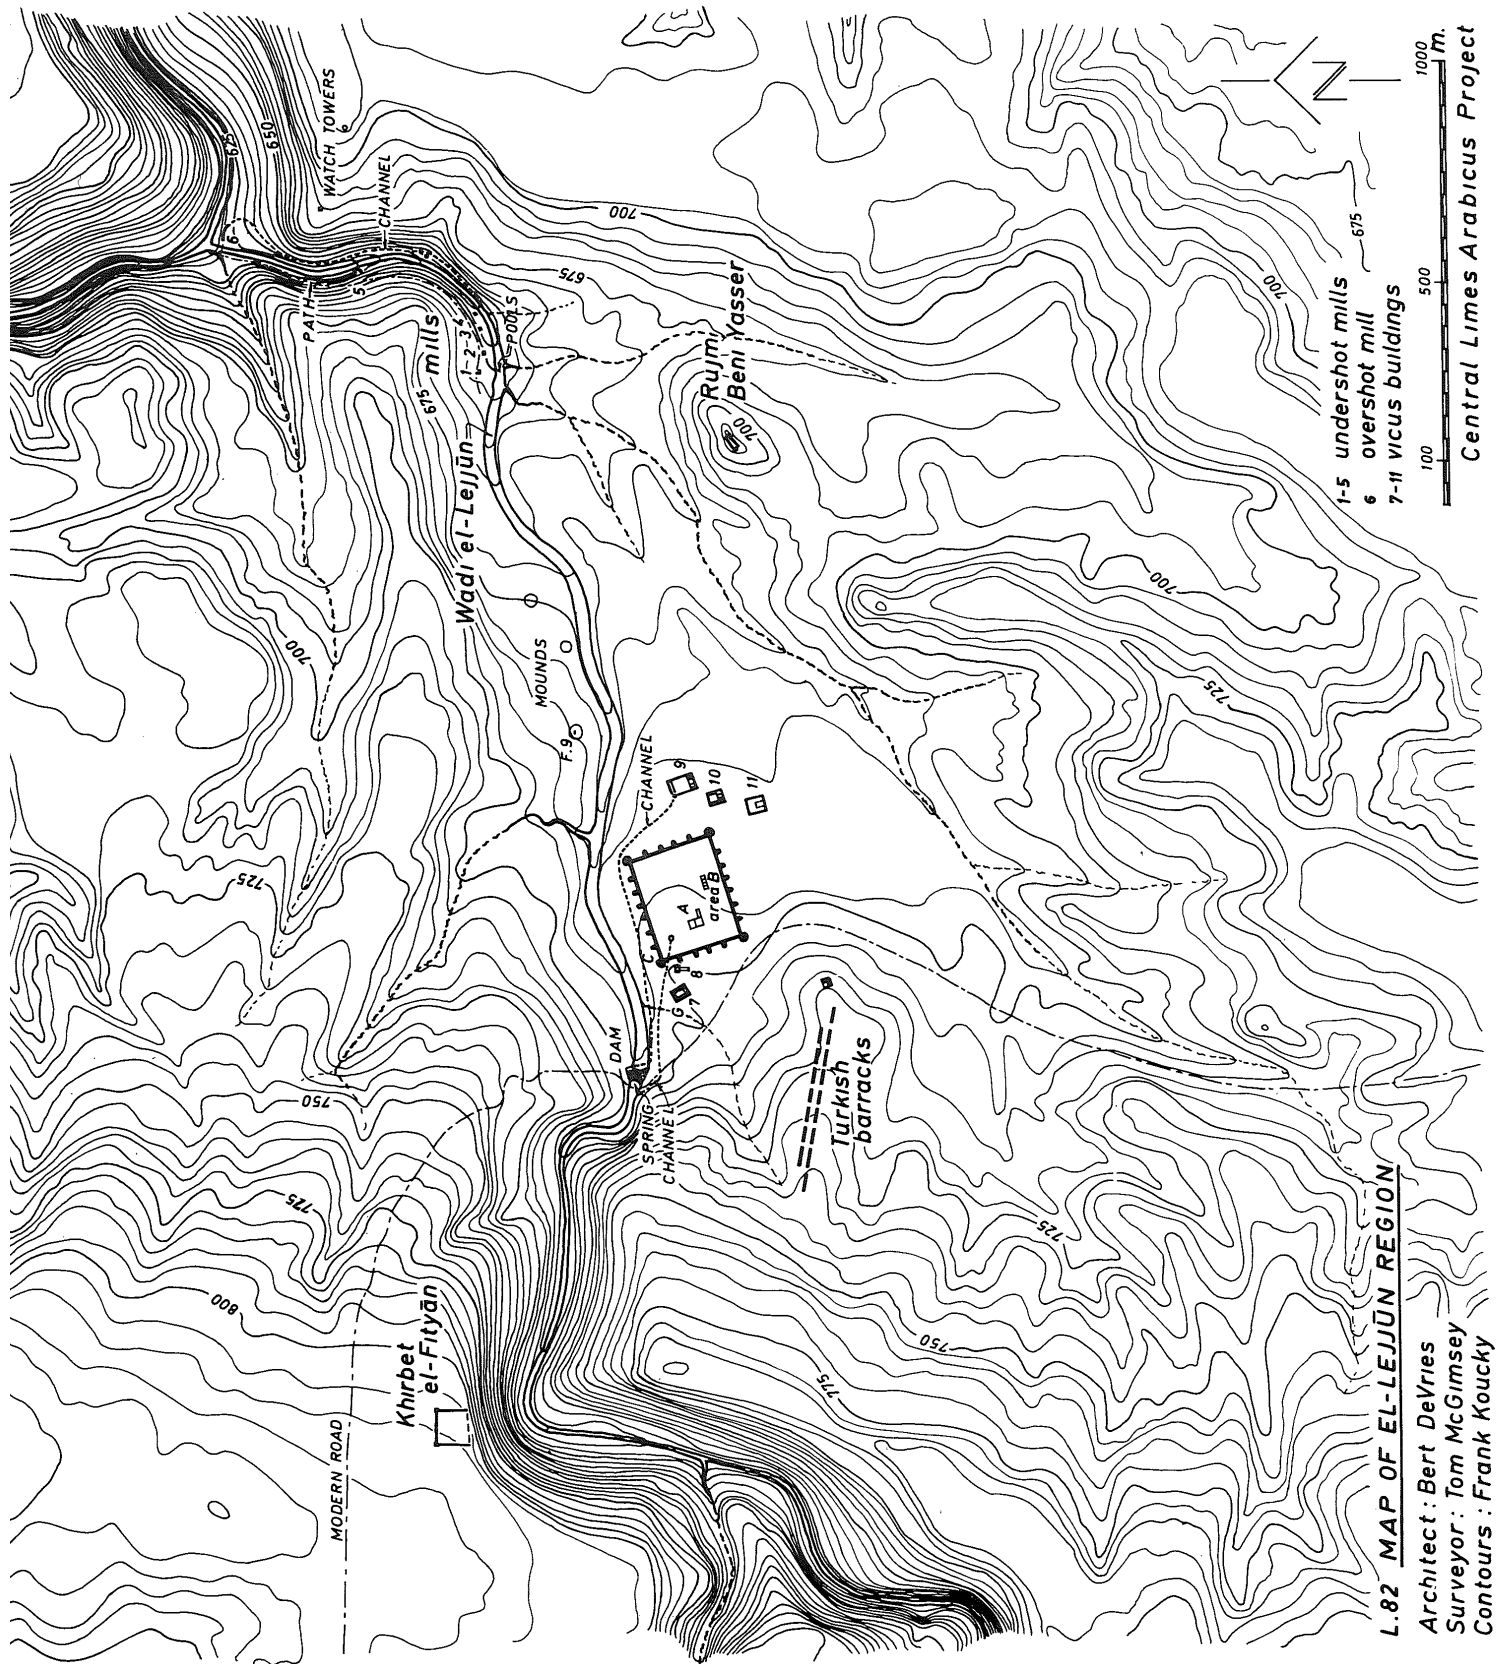 L.82 MAP OF EL-LEJJŪN REGION
Architect : Bert DeVries
Surveyor : Tom McGimsey
Contours : Frank Koucky
1-5 undershot mills
6 overshot mill
7-11 vicus buildings
100
500
1000 m.
Central Limes Arabicus Project
N
MODERN ROAD
Khirbet
el-Fityān
800
775
750
725
700
DAM
SPRING
CHANNEL
C
G
7
8
A
area B
CHANNEL
9
10
11
F.9
MOUNDS
Wadi el-Lejjūn
675
mills
1-2-3-4
POOLS
5
PATH
6
CHANNEL
WATCH TOWERS
6
625
650
675
700
Rujm
Beni Yasser
700
Turkish
barracks
725
750
775
725
700
700
675